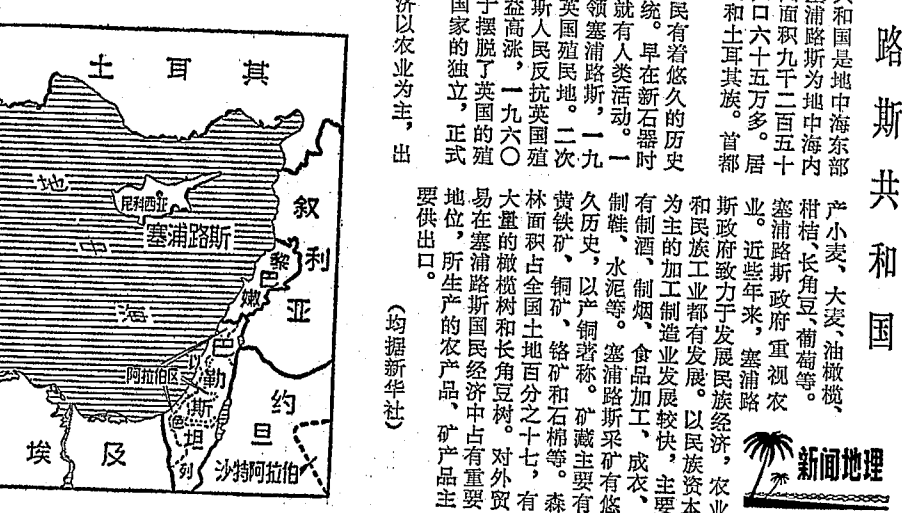 路斯共和国
和国是地中海东部
塞浦路斯为地中海内
面积九千二百五十
口六十五万多。居
和土耳其族。首都
民有着悠久的历史
统。早在新石器时
就有人类活动。一
领塞浦路斯，一九
英国殖民地。二次
斯人民反抗英国殖
益高涨，一九六〇
于摆脱了英国的殖
国家的独立，正式
济以农业为主，出
产小麦、大麦、油橄榄、
柑桔、长角豆、葡萄等。
塞浦路斯政府重视农
业。近些年来，塞浦路
斯政府致力于发展民族经济，农业
和民族工业都有发展。以民族资本
为主的加工制造业发展较快，主要
有制酒、制烟、食品加工、成衣、
制鞋、水泥等。塞浦路斯采矿有悠
久历史，以产铜著称。矿藏主要有
黄铁矿、铜矿、铬矿和石棉等。森
林面积占全国土地百分之十七，有
大量的橄榄树和长角豆树。对外贸
易在塞浦路斯国民经济中占有重要
地位，所生产的农产品、矿产品主
要供出口。
（均据新华社）
新闻地理
土耳其
地中海
尼科西亚
塞浦路斯
叙利亚
黎巴嫩
巴勒斯坦
以色列
阿拉伯区
约旦
埃及
沙特阿拉伯